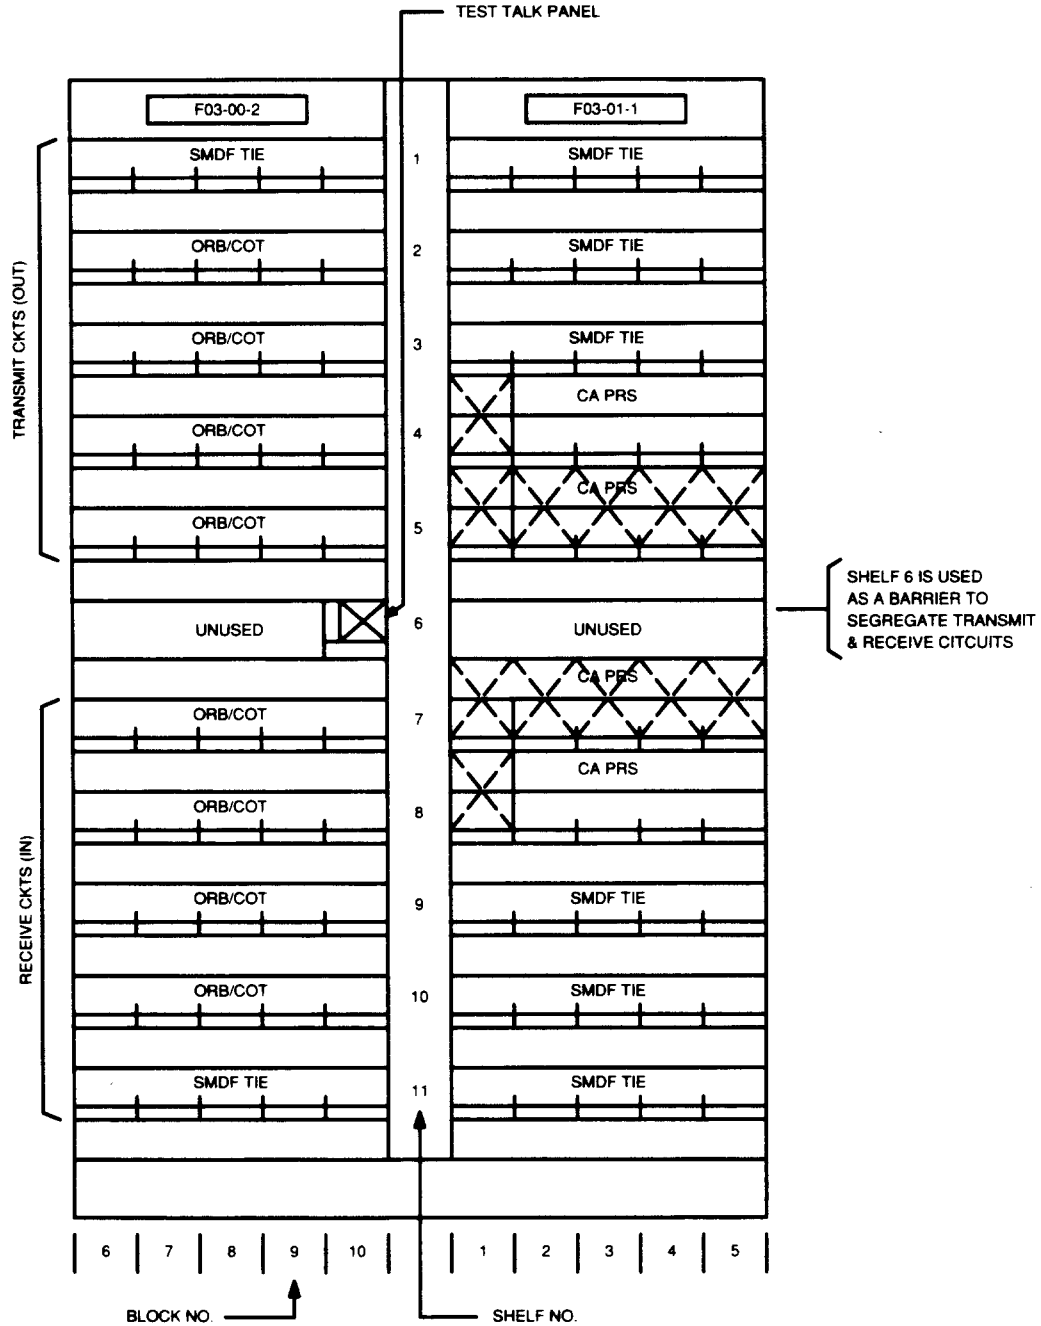 TEST TALK PANEL
F03-00-2
F03-01-1
SMDF TIE
1
SMDF TIE
ORB/COT
2
SMDF TIE
ORB/COT
3
SMDF TIE
CA PRS
ORB/COT
4
CA PRS
ORB/COT
5
UNUSED
6
UNUSED
CA PRS
ORB/COT
7
CA PRS
ORB/COT
8
ORB/COT
9
SMDF TIE
ORB/COT
10
SMDF TIE
SMDF TIE
11
SMDF TIE
TRANSMIT CKTS (OUT)
RECEIVE CKTS (IN)
SHELF 6 IS USED
AS A BARRIER TO
SEGREGATE TRANSMIT
& RECEIVE CITCUITS
6 7 8 9 10 1 2 3 4 5
BLOCK NO.
SHELF NO.